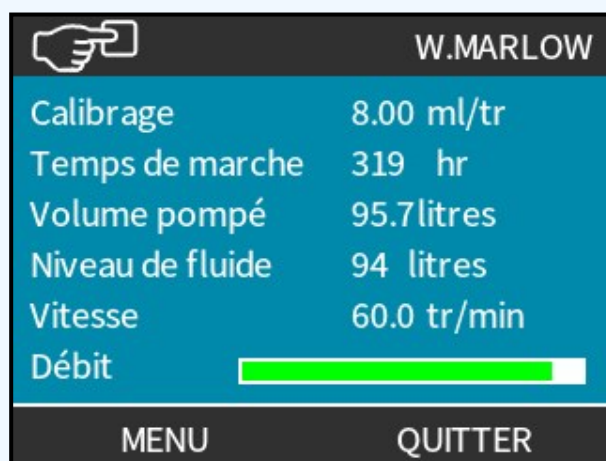 W.MARLOW
Calibrage 8.00 ml/tr
Temps de marche 319 hr
Volume pompé 95.7litres
Niveau de fluide 94 litres
Vitesse 60.0 tr/min
Débit
MENU QUITTER